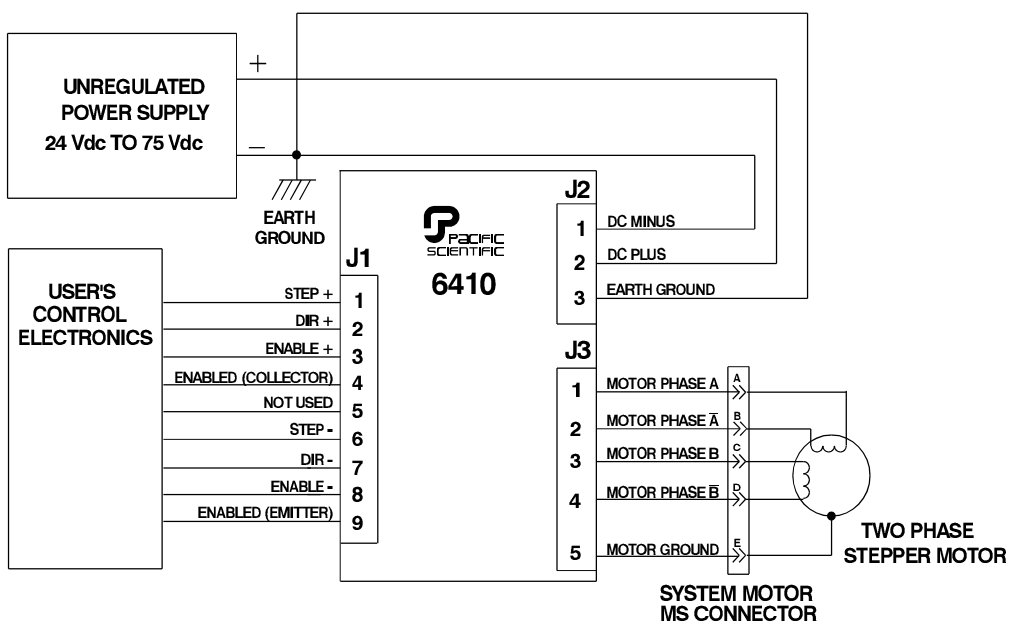 +
UNREGULATED
POWER SUPPLY
24 Vdc TO 75 Vdc
—
EARTH
GROUND
PACIFIC
SCIENTIFIC
6410
J2
1 DC MINUS
2 DC PLUS
3 EARTH GROUND
USER'S
CONTROL
ELECTRONICS
J1
STEP + 1
DIR + 2
ENABLE + 3
ENABLED (COLLECTOR) 4
NOT USED 5
STEP - 6
DIR - 7
ENABLE - 8
ENABLED (EMITTER) 9
J3
1 MOTOR PHASE A A
2 MOTOR PHASE A̅ B
3 MOTOR PHASE B C
4 MOTOR PHASE B̅ D
5 MOTOR GROUND E
TWO PHASE
STEPPER MOTOR
SYSTEM MOTOR
MS CONNECTOR